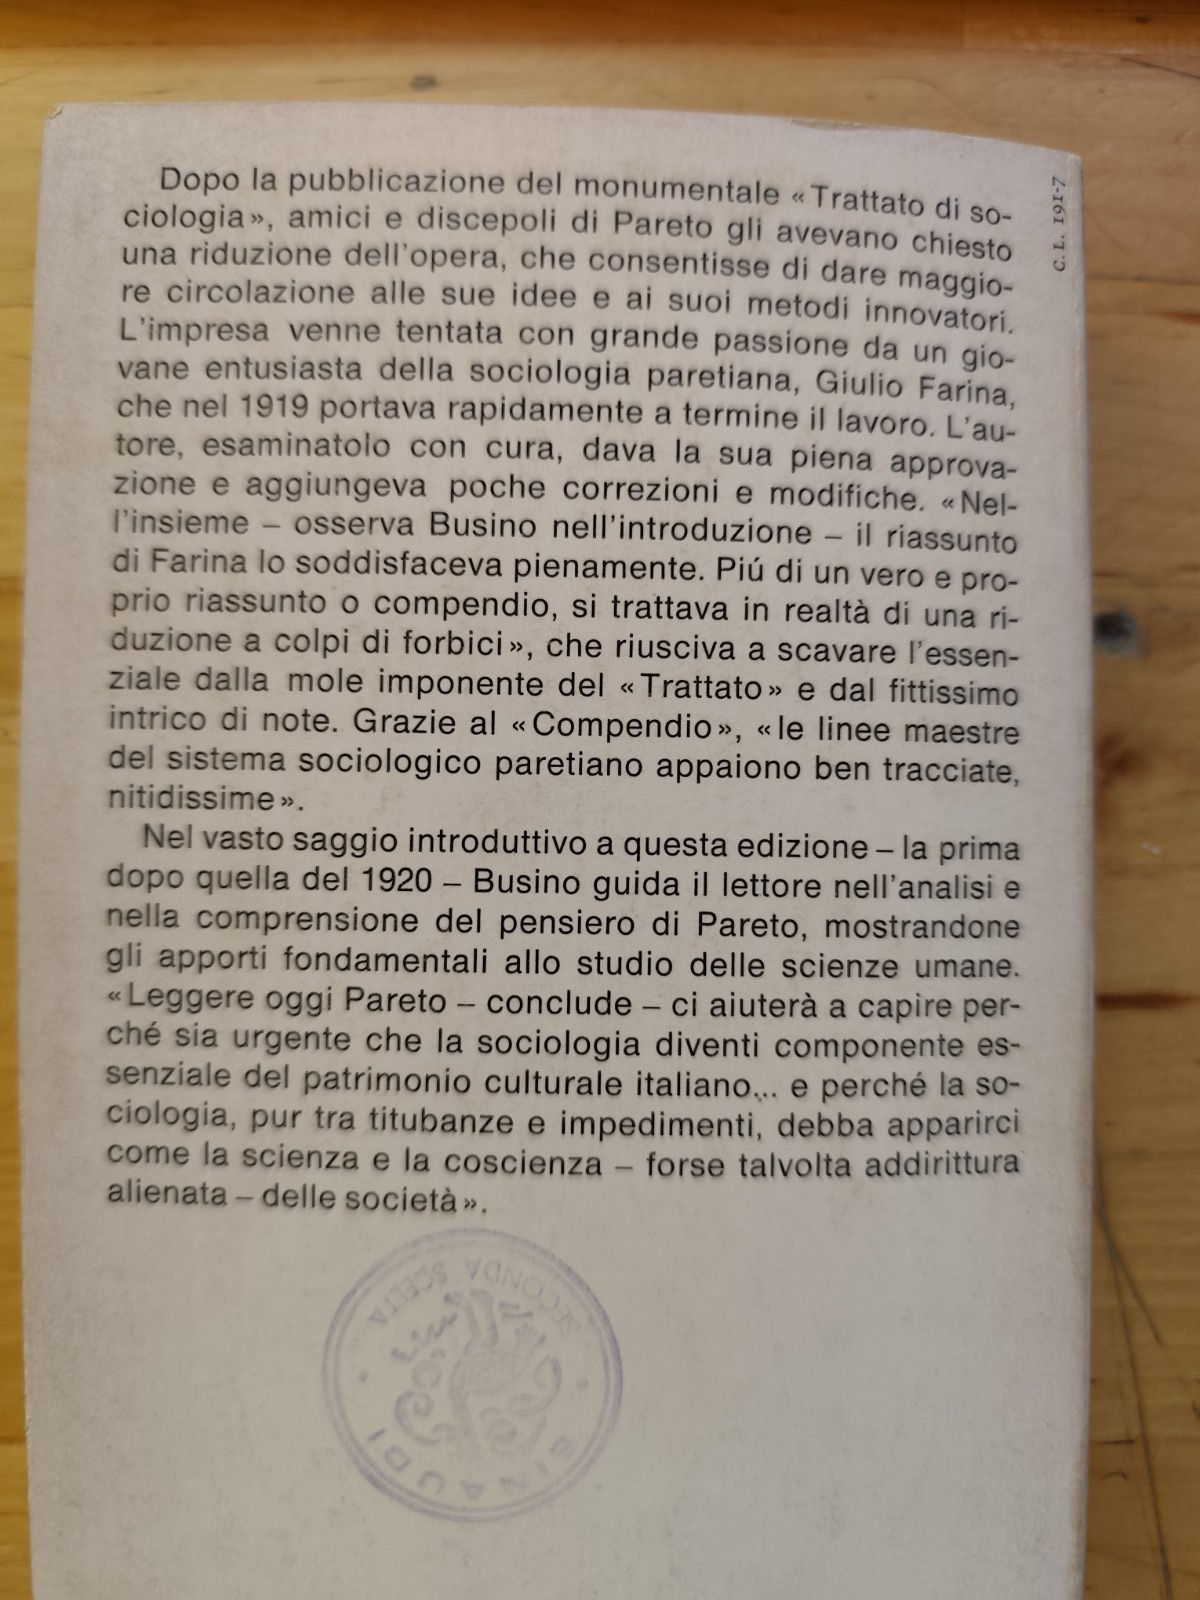 Dopo la pubblicazione del monumentale «Trattato di so-
ciologia», amici e discepoli di Pareto gli avevano chiesto
una riduzione dell'opera, che consentisse di dare maggio-
re circolazione alle sue idee e ai suoi metodi innovatori.
L'impresa venne tentata con grande passione da un gio-
vane entusiasta della sociologia paretiana, Giulio Farina,
che nel 1919 portava rapidamente a termine il lavoro. L'au-
tore, esaminatolo con cura, dava la sua piena approva-
zione e aggiungeva poche correzioni e modifiche. «Nel-
l'insieme – osserva Busino nell'introduzione – il riassunto
di Farina lo soddisfaceva pienamente. Piú di un vero e pro-
prio riassunto o compendio, si trattava in realtà di una ri-
duzione a colpi di forbici», che riusciva a scavare l'essen-
ziale dalla mole imponente del «Trattato» e dal fittissimo
intrico di note. Grazie al «Compendio», «le linee maestre
del sistema sociologico paretiano appaiono ben tracciate,
nitidissime».
Nel vasto saggio introduttivo a questa edizione – la prima
dopo quella del 1920 – Busino guida il lettore nell'analisi e
nella comprensione del pensiero di Pareto, mostrandone
gli apporti fondamentali allo studio delle scienze umane.
«Leggere oggi Pareto – conclude – ci aiuterà a capire per-
ché sia urgente che la sociologia diventi componente es-
senziale del patrimonio culturale italiano... e perché la so-
ciologia, pur tra titubanze e impedimenti, debba apparirci
come la scienza e la coscienza – forse talvolta addirittura
alienata – delle società».
C. L. 191-7
SECONDA SCELTA
EINAUDI